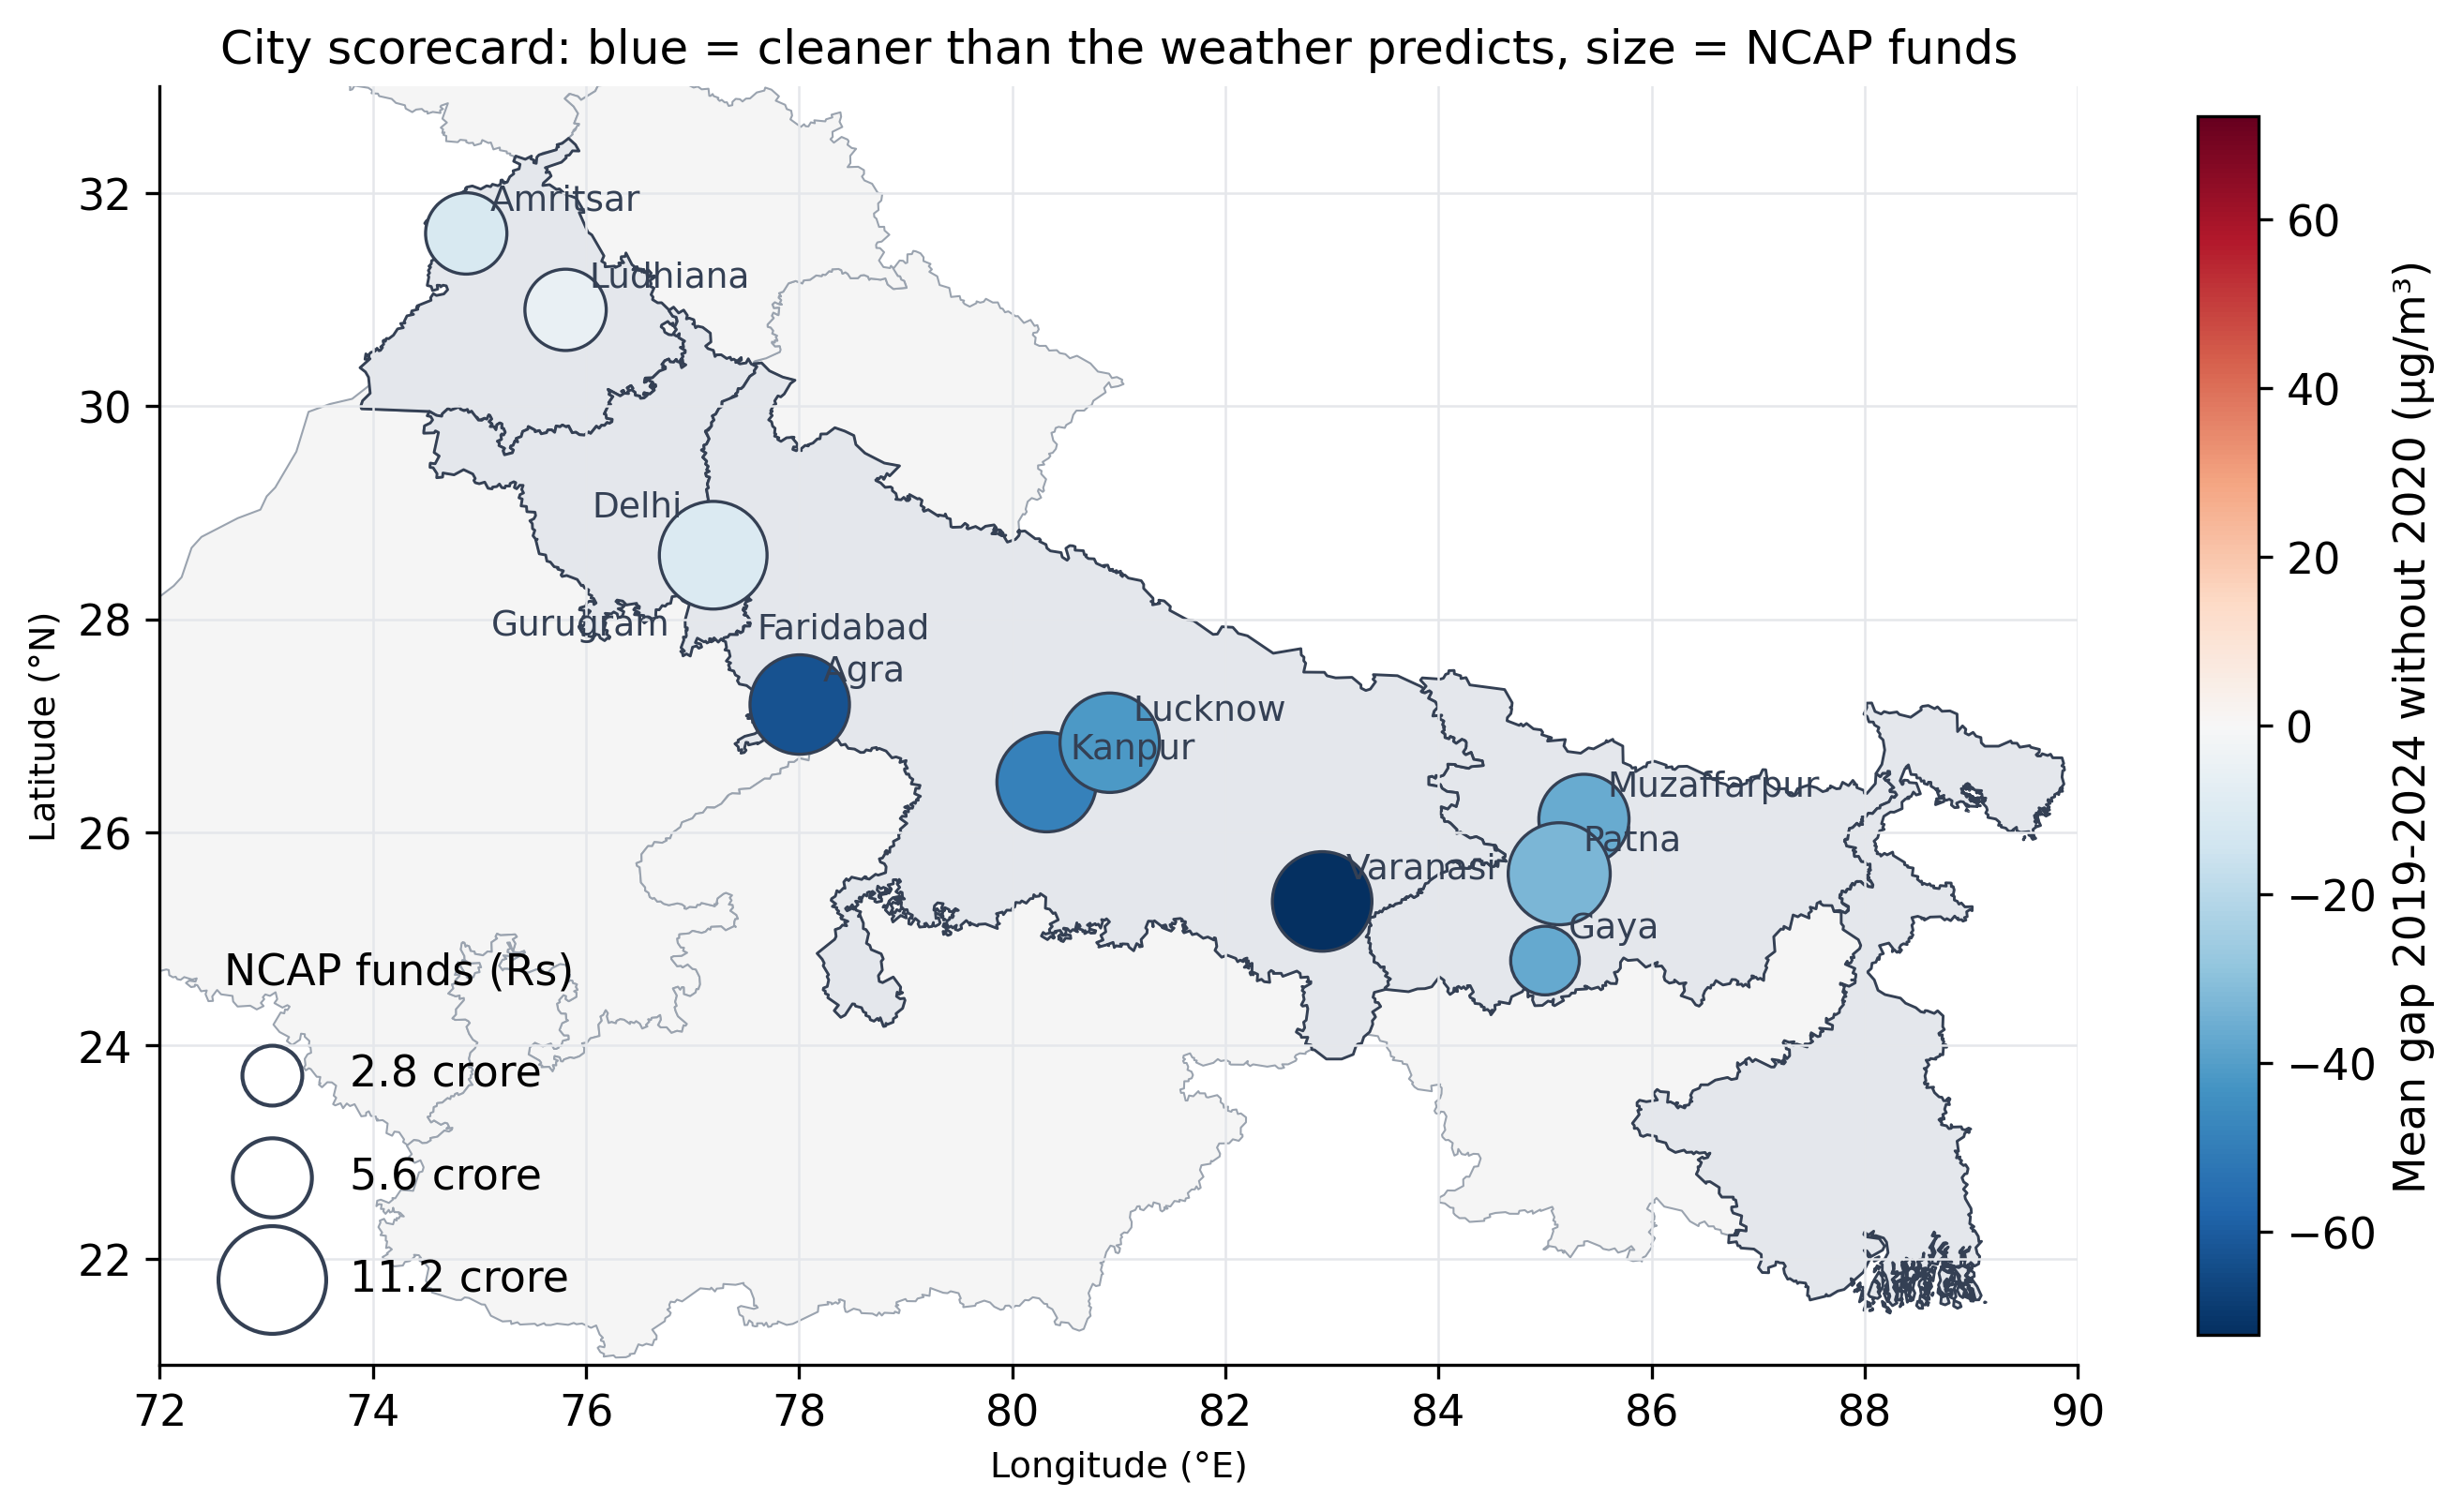 City scorecard: blue = cleaner than the weather predicts, size = NCAP funds
32
30
28
26
24
22
Latitude (°N)
72
74
76
78
80
82
84
86
88
90
Longitude (°E)
Amritsar
Ludhiana
Delhi
Gurugram
Faridabad
Agra
Lucknow
Kanpur
Muzaffarpur
Patna
Varanasi
Gaya
NCAP funds (Rs)
2.8 crore
5.6 crore
11.2 crore
60
40
20
0
−20
−40
−60
Mean gap 2019-2024 without 2020 (µg/m³)